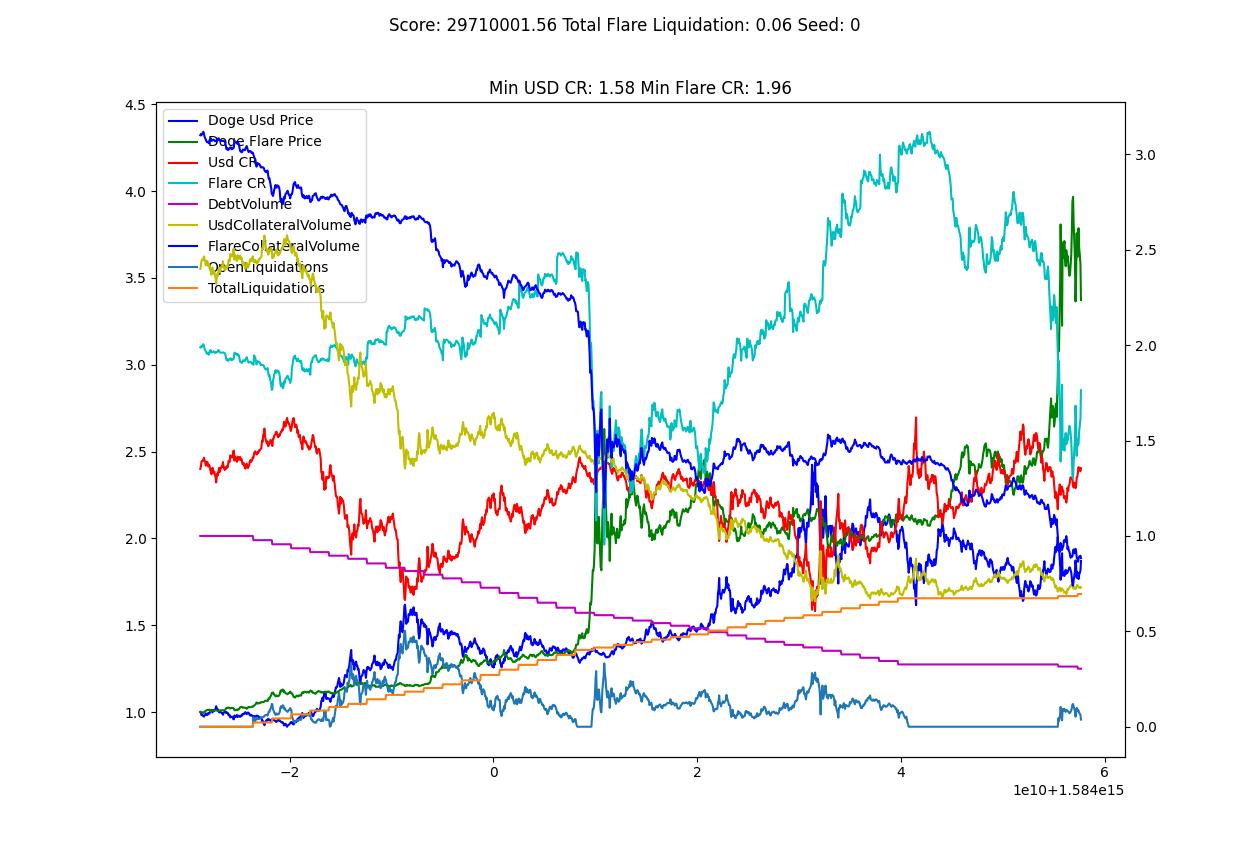 Score: 29710001.56 Total Flare Liquidation: 0.06 Seed: 0
Min USD CR: 1.58 Min Flare CR: 1.96
Doge Usd Price
Doge Flare Price
Usd CR
Flare CR
DebtVolume
UsdCollateralVolume
FlareCollateralVolume
OpenLiquidations
TotalLiquidations
4.5
4.0
3.5
3.0
2.5
2.0
1.5
1.0
3.0
2.5
2.0
1.5
1.0
0.5
0.0
−2
0
2
4
6
1e10+1.584e15